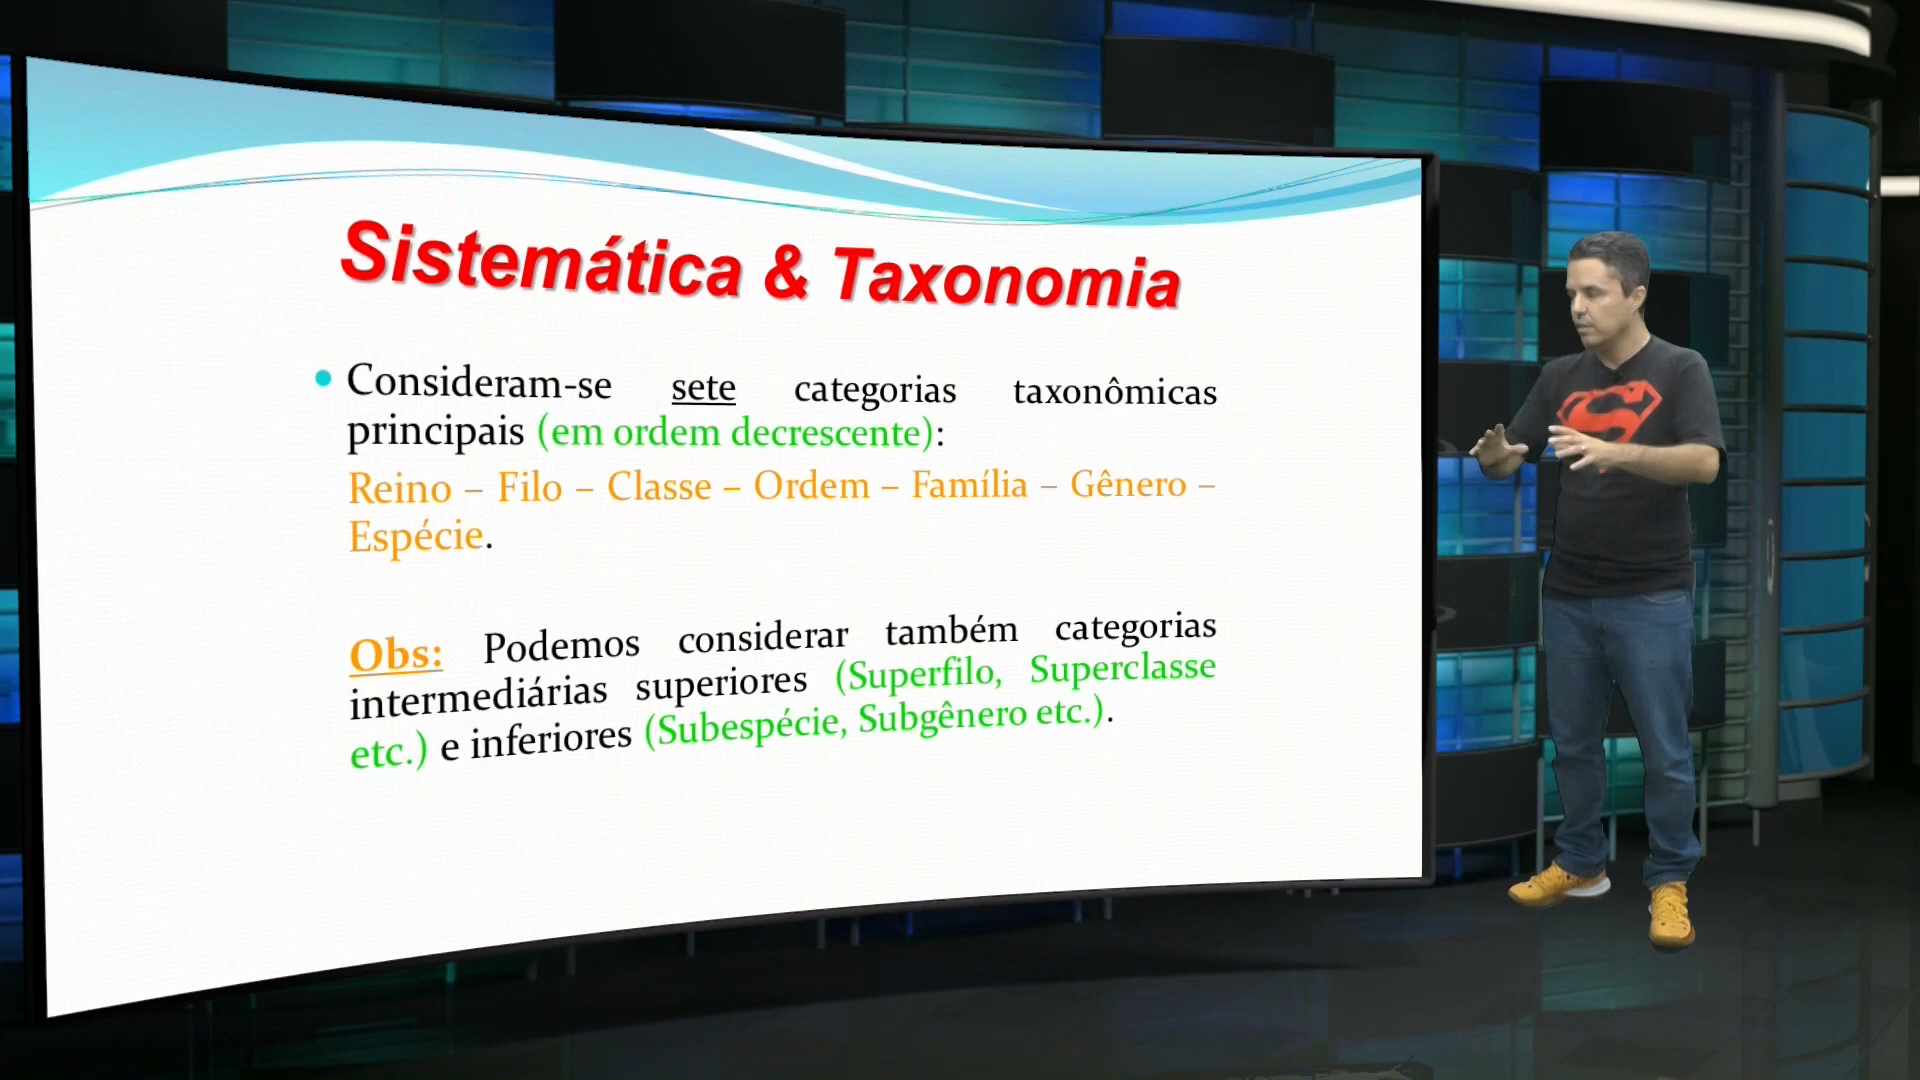 Sistemática & Taxonomia
Consideram-se sete categorias taxonômicas
principais (em ordem decrescente):
Reino – Filo – Classe – Ordem – Família – Gênero –
Espécie.
Obs: Podemos considerar também categorias
intermediárias superiores (Superfilo, Superclasse
etc.) e inferiores (Subespécie, Subgênero etc.).